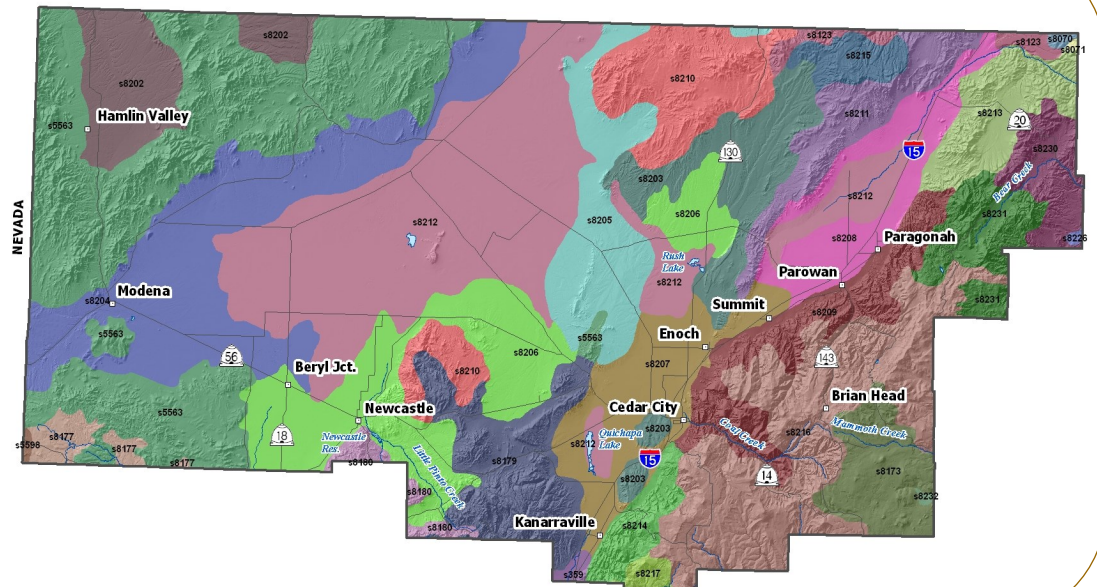 s8202
s8202
s8123
s8215
s8123
s8070
s8071
s8210
Hamlin Valley
s5563
s8211
s8213
20
s8230
130
15
s8203
Bear Creek
s8212
s8206
s8212
s8231
s8205
NEVADA
s8208
Paragonah
s8226
Rush
Lake
s8212
Parowan
Modena
s8204
Summit
s8209
s8231
s5563
Enoch
56
s8206
s5563
s8207
143
Beryl Jct.
s8210
Brian Head
s5563
Newcastle
Cedar City
s8203
Coal Creek
s8216
Mammoth Creek
18
Newcastle
Res.
s5598
s8177
s8177
s8177
s8180
Little Pinto Creek
s8179
s8212
Quichapa
Lake
15
s8203
14
s8173
s8180
s8232
s8180
Kanarraville
s8214
s359
s8217